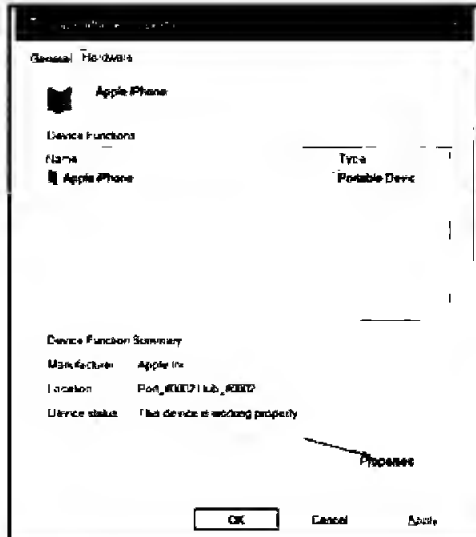 General Hardware
Apple iPhone
Device Functions
Name Type
Apple iPhone Portable Devic
Device Function Summary
Manufacturer Apple Inc
Location Port_#0002 Hub_#0002
Device status This device is working properly
Properties
OK Cancel Apply